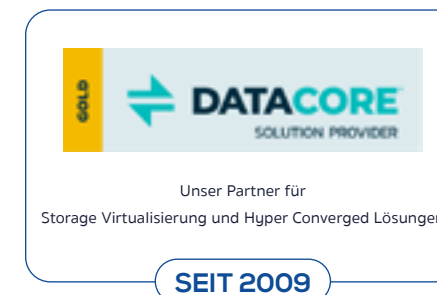 GOLD
DATACORE
SOLUTION PROVIDER
Unser Partner für
Storage Virtualisierung und Hyper Converged Lösungen
SEIT 2009